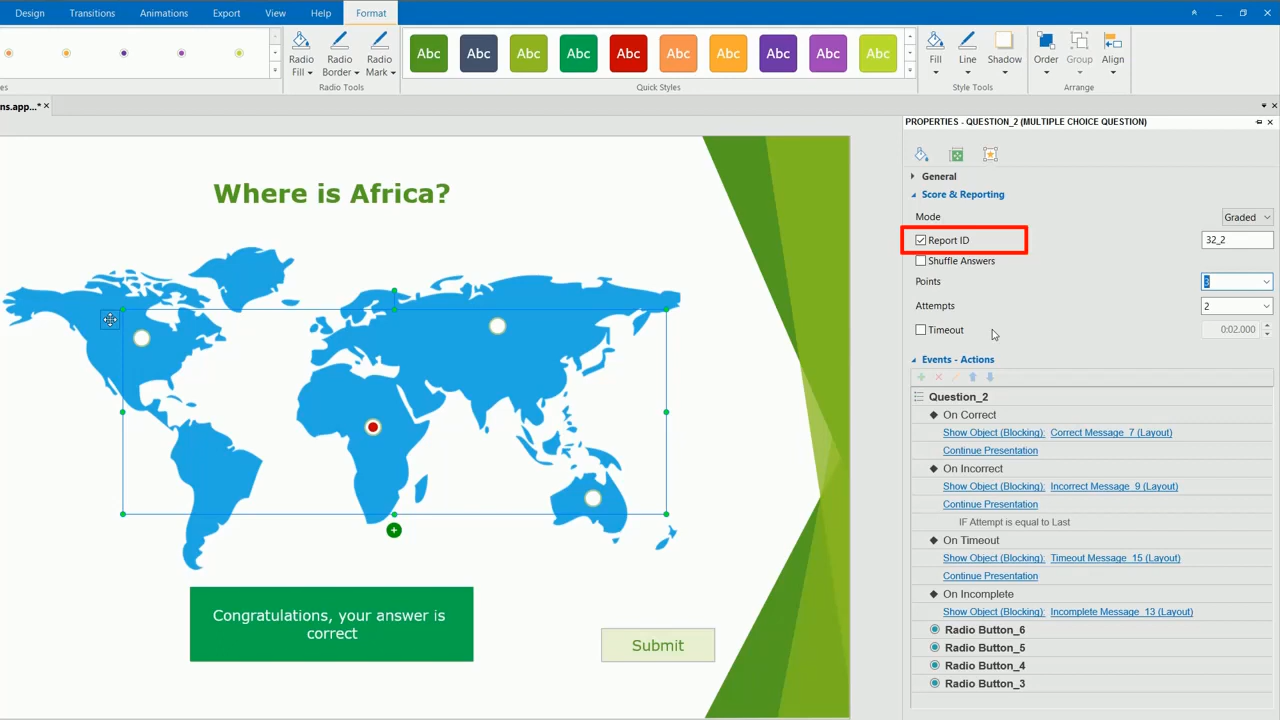 Design Transitions Animations Export View Help Format
Abc Abc Abc Abc Abc Abc Abc Abc Abc Abc
Radio Fill Radio Border Radio Mark Fill Line Shadow Order Group Align
es Radio Tools Quick Styles Style Tools Arrange
ns.app...*
PROPERTIES - QUESTION_2 (MULTIPLE CHOICE QUESTION)
General
Score & Reporting
Mode Graded
Report ID 32_2
Shuffle Answers
Points 3
Attempts 2
Timeout 0:02.000
Events - Actions
Question_2
On Correct
Show Object (Blocking): Correct Message_7 (Layout)
Continue Presentation
On Incorrect
Show Object (Blocking): Incorrect Message_9 (Layout)
Continue Presentation
IF Attempt is equal to Last
On Timeout
Show Object (Blocking): Timeout Message_15 (Layout)
Continue Presentation
On Incomplete
Show Object (Blocking): Incomplete Message_13 (Layout)
Radio Button_6
Radio Button_5
Radio Button_4
Radio Button_3
Where is Africa?
Congratulations, your answer is
correct
Submit